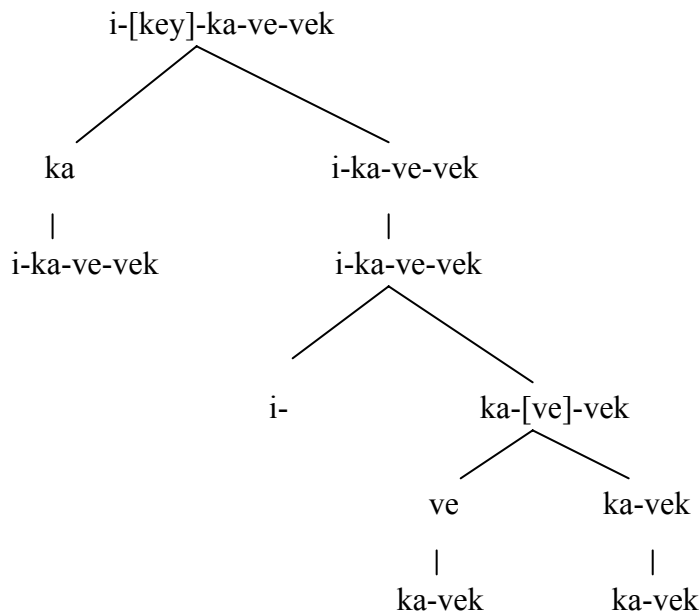 i-[key]-ka-ve-vek
ka i-ka-ve-vek
| |
i-ka-ve-vek i-ka-ve-vek
i- ka-[ve]-vek
ve ka-vek
| |
ka-vek ka-vek